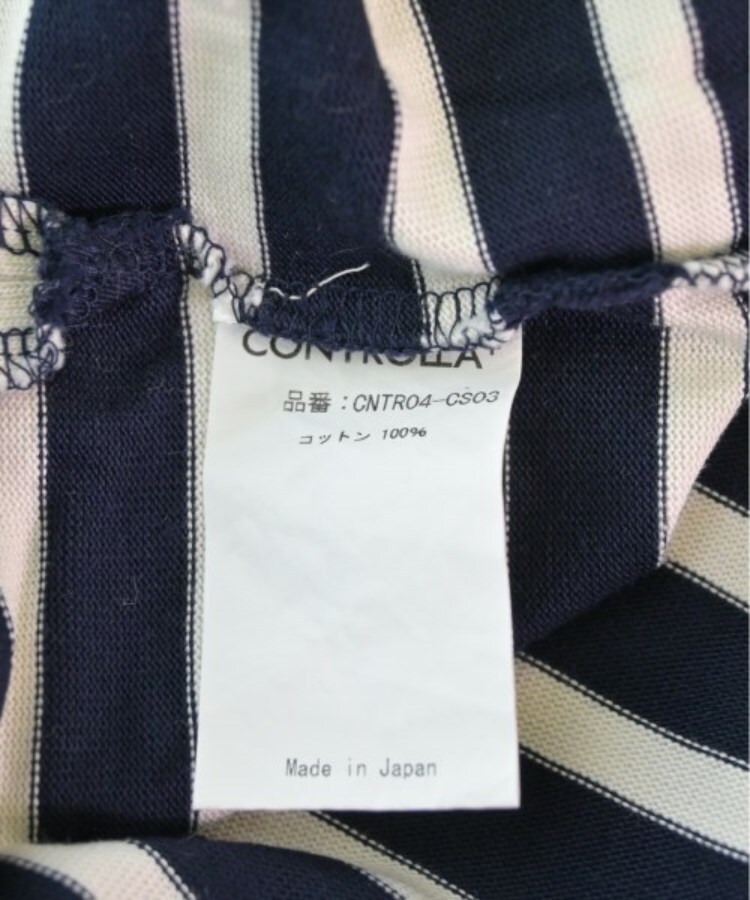 CONTROLLA
品番：CNTR04-CS03
コットン 100%
Made in Japan